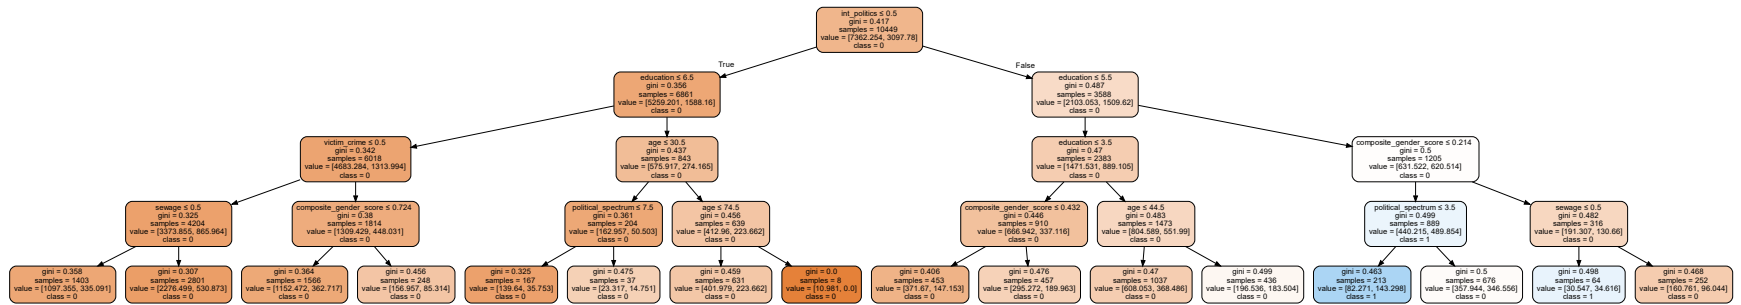 int_politics ≤ 0.5
gini = 0.417
samples = 10449
value = [7362.254, 3097.78]
class = 0
True
False
education ≤ 6.5
gini = 0.356
samples = 6861
value = [5259.201, 1588.16]
class = 0
education ≤ 5.5
gini = 0.487
samples = 3588
value = [2103.053, 1509.62]
class = 0
victim_crime ≤ 0.5
gini = 0.342
samples = 6018
value = [4683.284, 1313.994]
class = 0
age ≤ 30.5
gini = 0.437
samples = 843
value = [575.917, 274.165]
class = 0
education ≤ 3.5
gini = 0.47
samples = 2383
value = [1471.531, 889.105]
class = 0
composite_gender_score ≤ 0.214
gini = 0.5
samples = 1205
value = [631.522, 620.514]
class = 0
sewage ≤ 0.5
gini = 0.325
samples = 4204
value = [3373.855, 865.964]
class = 0
composite_gender_score ≤ 0.724
gini = 0.38
samples = 1814
value = [1309.429, 448.031]
class = 0
political_spectrum ≤ 7.5
gini = 0.361
samples = 204
value = [162.957, 50.503]
class = 0
age ≤ 74.5
gini = 0.456
samples = 639
value = [412.96, 223.662]
class = 0
composite_gender_score ≤ 0.432
gini = 0.446
samples = 910
value = [666.942, 337.116]
class = 0
age ≤ 44.5
gini = 0.483
samples = 1473
value = [804.589, 551.99]
class = 0
political_spectrum ≤ 3.5
gini = 0.499
samples = 889
value = [440.215, 489.854]
class = 1
sewage ≤ 0.5
gini = 0.482
samples = 316
value = [191.307, 130.66]
class = 0
gini = 0.358
samples = 1403
value = [1097.355, 335.091]
class = 0
gini = 0.307
samples = 2801
value = [2276.499, 530.873]
class = 0
gini = 0.364
samples = 1566
value = [1152.472, 362.717]
class = 0
gini = 0.456
samples = 248
value = [156.957, 85.314]
class = 0
gini = 0.325
samples = 167
value = [139.64, 35.753]
class = 0
gini = 0.475
samples = 37
value = [23.317, 14.751]
class = 0
gini = 0.459
samples = 631
value = [401.979, 223.662]
class = 0
gini = 0.0
samples = 8
value = [10.981, 0.0]
class = 0
gini = 0.406
samples = 453
value = [371.67, 147.153]
class = 0
gini = 0.476
samples = 457
value = [295.272, 189.963]
class = 0
gini = 0.47
samples = 1037
value = [608.053, 368.486]
class = 0
gini = 0.499
samples = 436
value = [196.536, 183.504]
class = 0
gini = 0.463
samples = 213
value = [82.271, 143.298]
class = 1
gini = 0.5
samples = 676
value = [357.944, 346.556]
class = 0
gini = 0.498
samples = 64
value = [30.547, 34.616]
class = 1
gini = 0.468
samples = 252
value = [160.761, 96.044]
class = 0